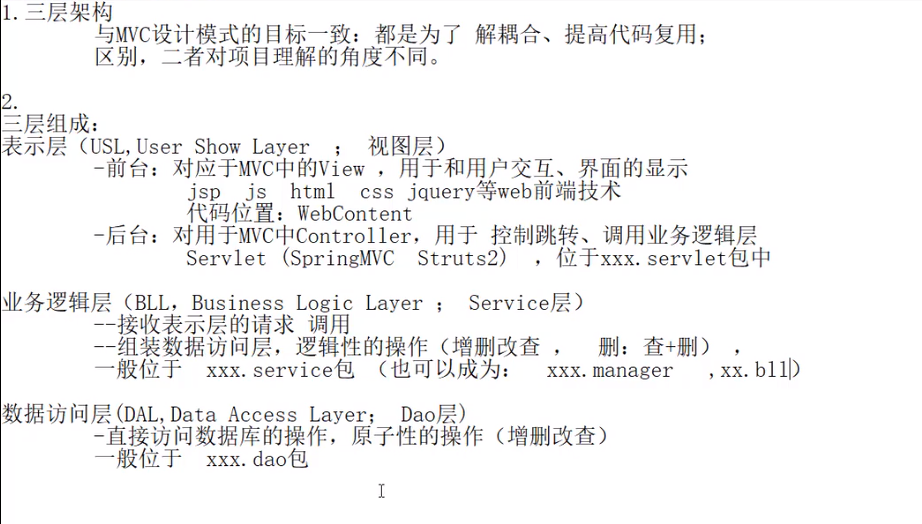 1.三层架构
与MVC设计模式的目标一致：都是为了 解耦合、提高代码复用；
区别，二者对项目理解的角度不同。
2.
三层组成：
表示层（USL,User Show Layer ； 视图层）
-前台：对应于MVC中的View ，用于和用户交互、界面的显示
jsp js html css jquery等web前端技术
代码位置：WebContent
-后台：对用于MVC中Controller，用于 控制跳转、调用业务逻辑层
Servlet (SpringMVC Struts2) ，位于xxx.servlet包中
业务逻辑层（BLL，Business Logic Layer ； Service层）
--接收表示层的请求 调用
--组装数据访问层，逻辑性的操作（增删改查 ， 删：查+删） ，
一般位于 xxx.service包 （也可以成为： xxx.manager ,xx.bll）
数据访问层(DAL,Data Access Layer； Dao层)
-直接访问数据库的操作，原子性的操作（增删改查）
一般位于 xxx.dao包